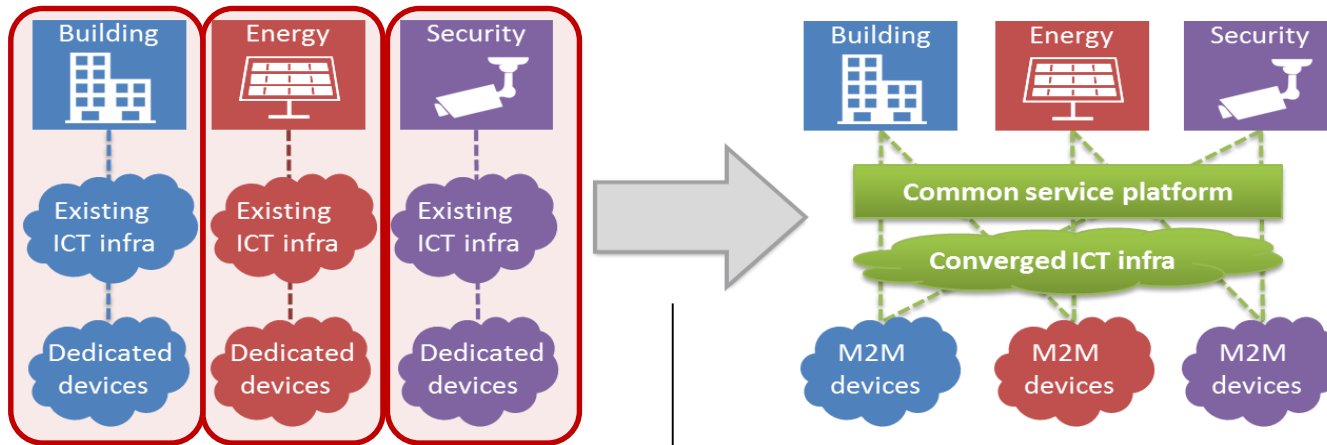 Building
Energy
Security
Existing
ICT infra
Existing
ICT infra
Existing
ICT infra
Dedicated
devices
Dedicated
devices
Dedicated
devices
Building
Energy
Security
Common service platform
Converged ICT infra
M2M
devices
M2M
devices
M2M
devices